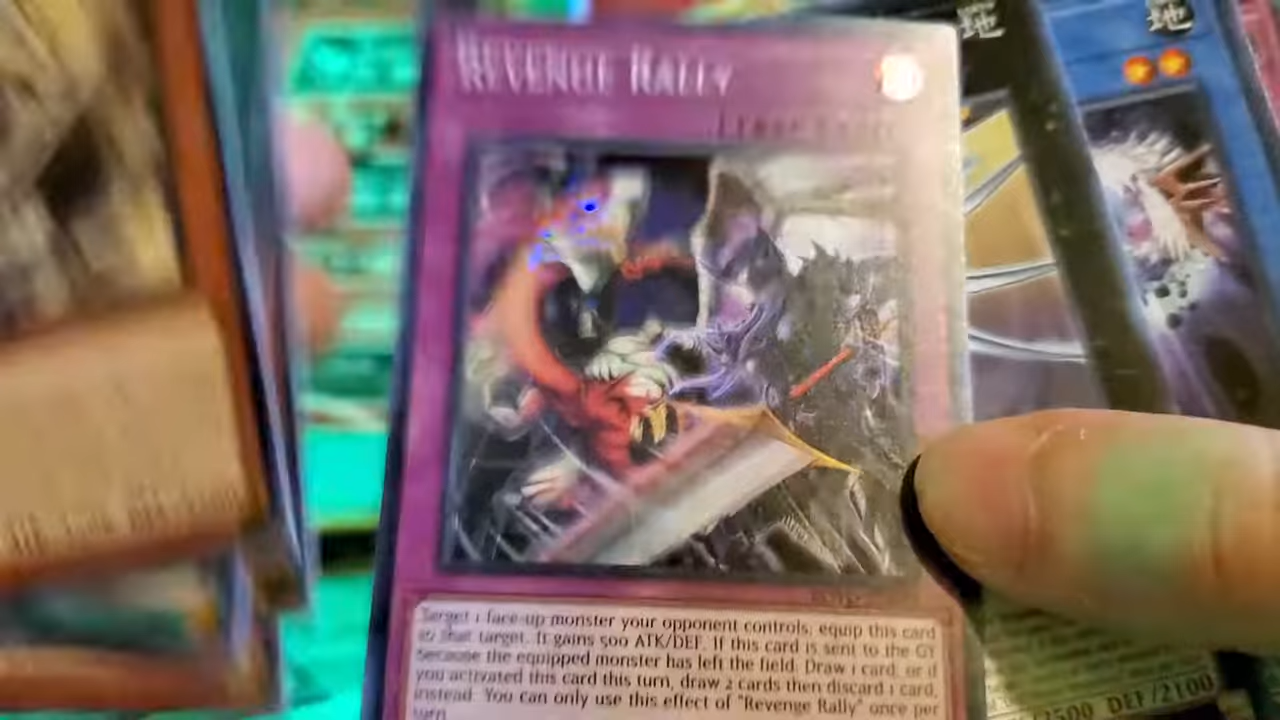 REVENGE RALLY
地
地
Target 1 face-up monster your opponent controls; equip this card
to that target. It gains 500 ATK/DEF. If this card is sent to the GY
because the equipped monster has left the field: Draw 1 card, or if
you activated this card this turn, draw 2 cards then discard 1 card,
instead. You can only use this effect of "Revenge Rally" once per
turn.
/2500 DEF/2100